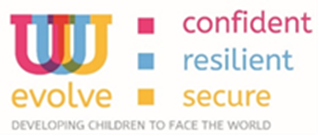 confident
resilient
evolve secure
DEVELOPING CHILDREN TO FACE THE WORLD